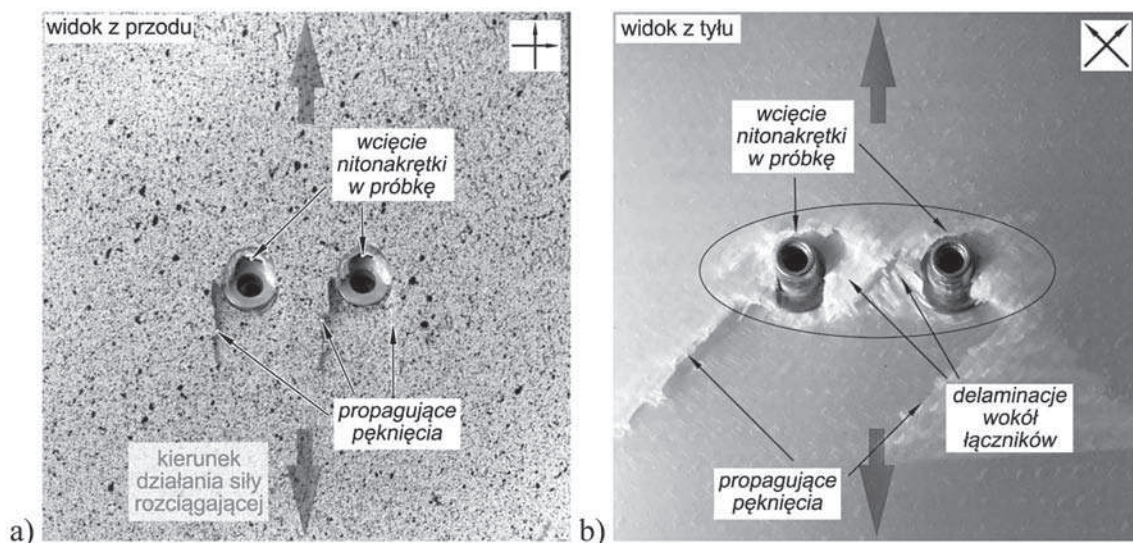 widok z przodu
wcięcie
nitonakrętki
w próbkę
propagujące
pęknięcia
kierunek
działania siły
rozciągającej
a)
widok z tyłu
wcięcie
nitonakrętki
w próbkę
delaminacje
wokół
łączników
propagujące
pęknięcia
b)